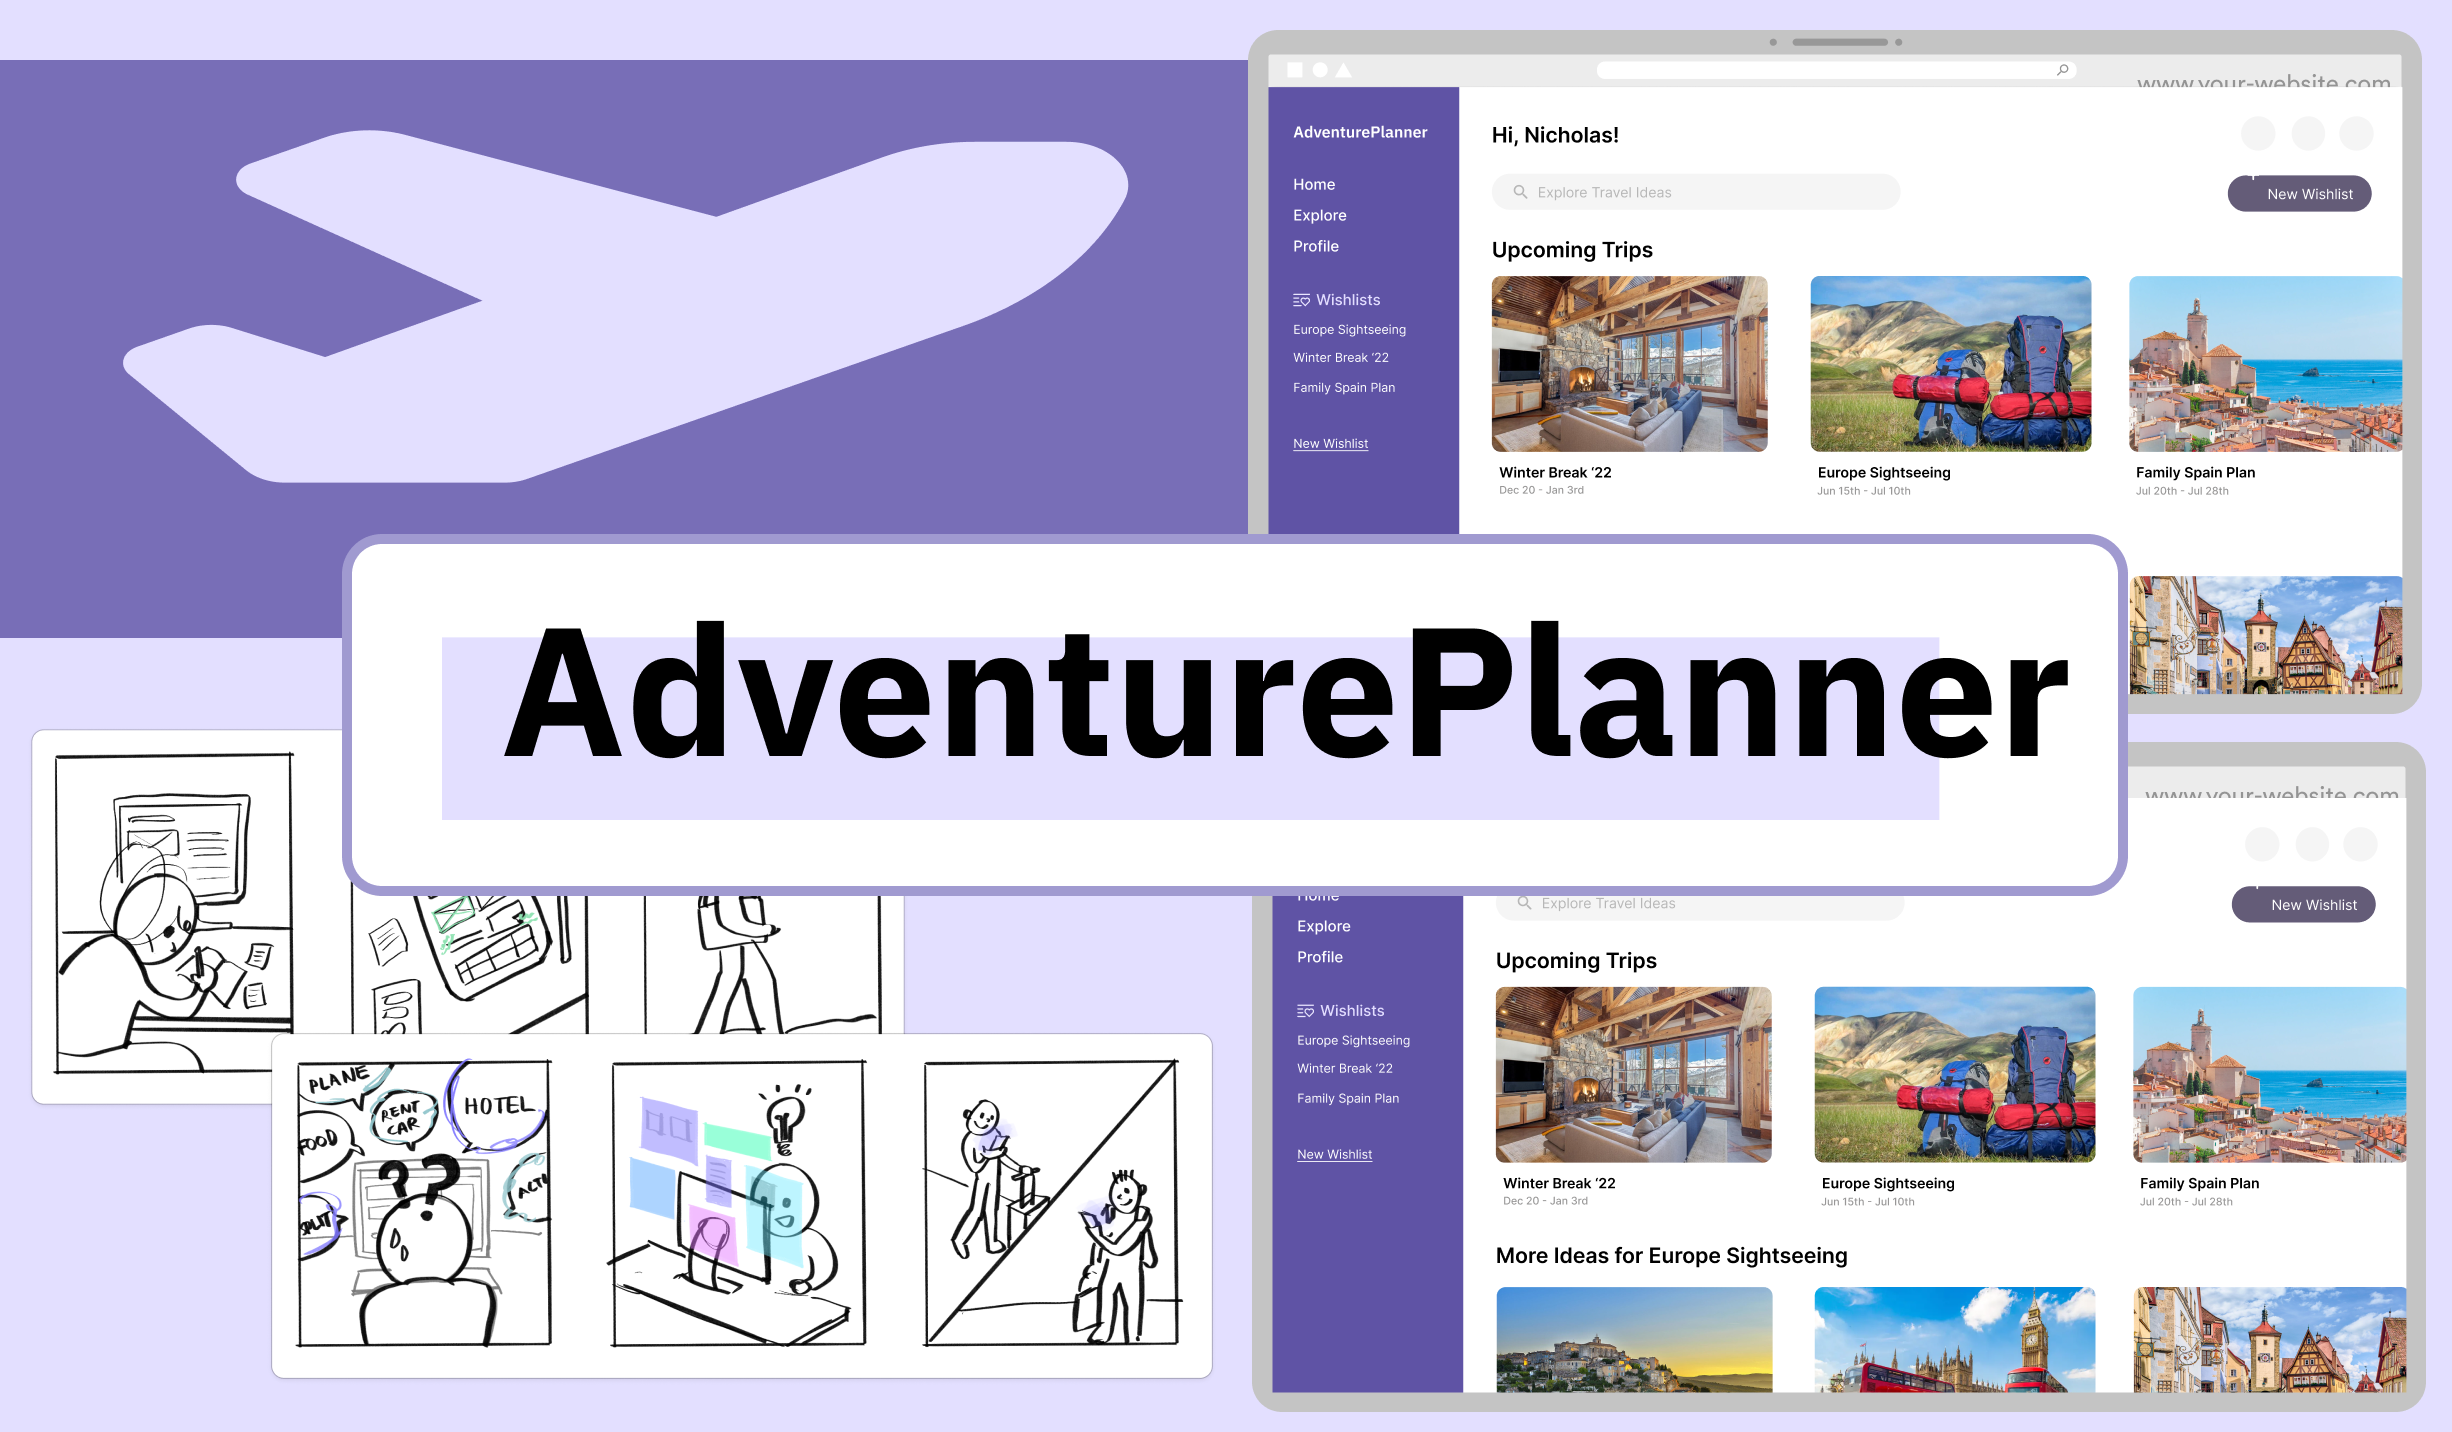 www.your-website.com
AdventurePlanner
Home
Explore
Profile
Wishlists
Europe Sightseeing
Winter Break ‘22
Family Spain Plan
New Wishlist
Hi, Nicholas!
Explore Travel Ideas
New Wishlist
Upcoming Trips
Winter Break ‘22
Dec 20 - Jan 3rd
Europe Sightseeing
Jun 15th - Jul 10th
Family Spain Plan
Jul 20th - Jul 28th
AdventurePlanner
www.your-website.com
Home
Explore
Profile
Wishlists
Europe Sightseeing
Winter Break ‘22
Family Spain Plan
New Wishlist
Explore Travel Ideas
New Wishlist
Upcoming Trips
Winter Break ‘22
Dec 20 - Jan 3rd
Europe Sightseeing
Jun 15th - Jul 10th
Family Spain Plan
Jul 20th - Jul 28th
More Ideas for Europe Sightseeing
PLANE
RENT
CAR
HOTEL
FOOD
??
SPLIT